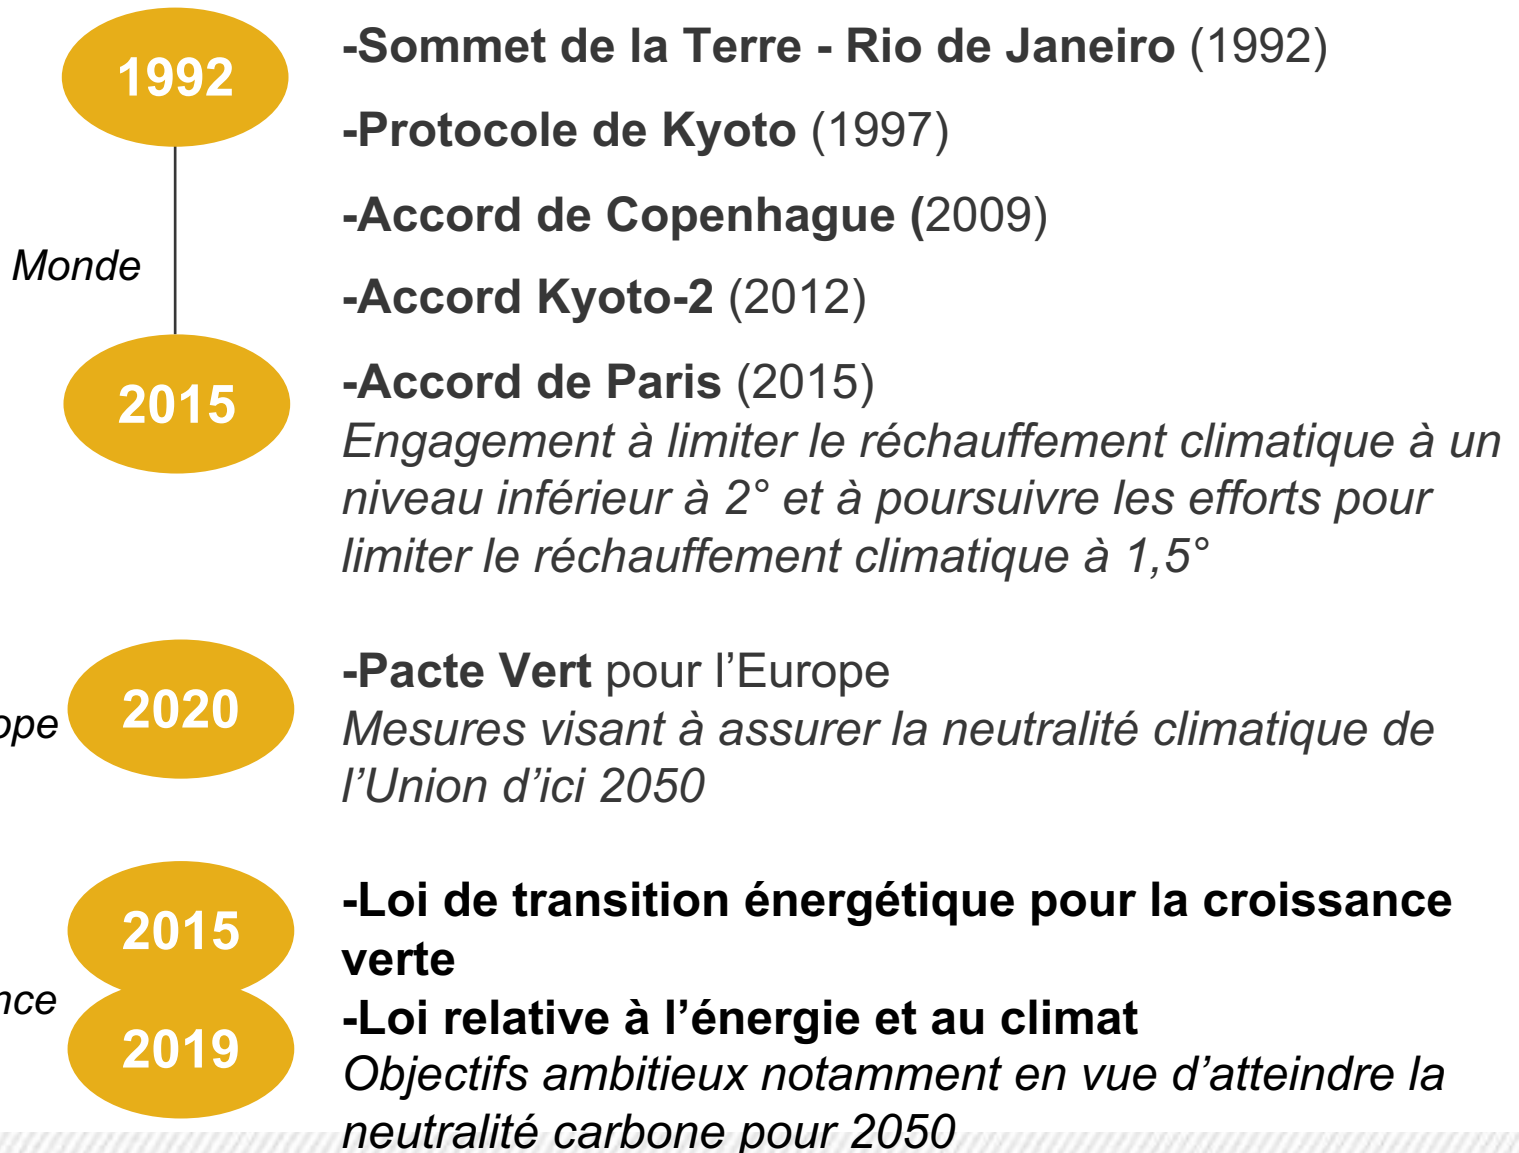 1992
-Sommet de la Terre - Rio de Janeiro (1992)
-Protocole de Kyoto (1997)
-Accord de Copenhague (2009)
Monde
-Accord Kyoto-2 (2012)
2015
-Accord de Paris (2015)
Engagement à limiter le réchauffement climatique à un
niveau inférieur à 2° et à poursuivre les efforts pour
limiter le réchauffement climatique à 1,5°
2020
-Pacte Vert pour l’Europe
Mesures visant à assurer la neutralité climatique de
l’Union d’ici 2050
2015
-Loi de transition énergétique pour la croissance
verte
2019
-Loi relative à l’énergie et au climat
Objectifs ambitieux notamment en vue d’atteindre la
neutralité carbone pour 2050